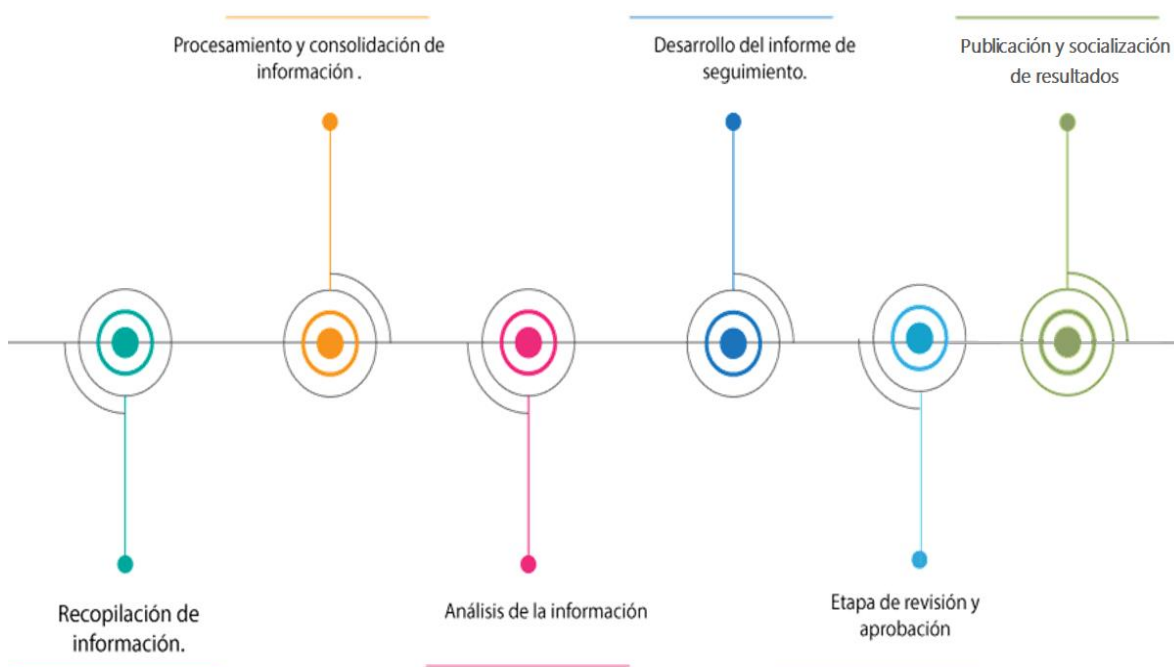 Procesamiento y consolidación de
información .
Desarrollo del informe de
seguimiento.
Publicación y socialización
de resultados
Recopilación de
información.
Análisis de la información
Etapa de revisión y
aprobación